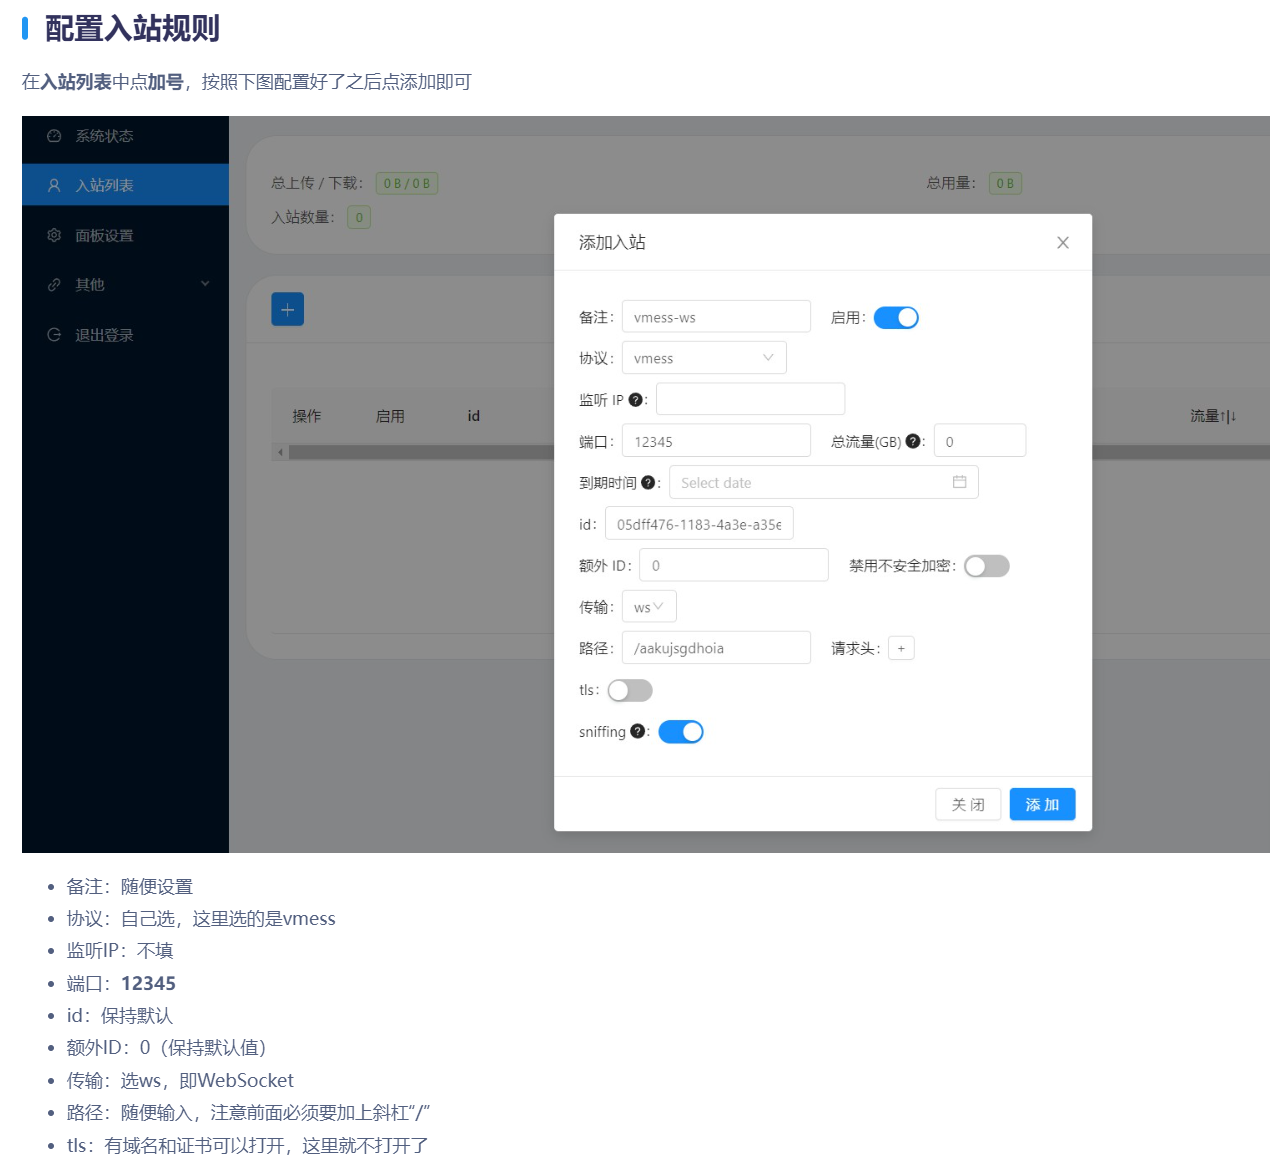 配置入站规则
在入站列表中点加号，按照下图配置好了之后点添加即可
系统状态
入站列表
面板设置
其他
退出登录
总上传 / 下载： 0 B / 0 B
总用量： 0 B
入站数量： 0
+
操作 启用 id 流量↑|↓
添加入站
备注： vmess-ws 启用：
协议： vmess
监听 IP ?：
端口： 12345 总流量(GB) ?： 0
到期时间 ?： Select date
id： 05dff476-1183-4a3e-a35e
额外 ID： 0 禁用不安全加密：
传输： ws
路径： /aakujsgdhoia 请求头： +
tls：
sniffing ?：
关 闭 添 加
• 备注：随便设置
• 协议：自己选，这里选的是vmess
• 监听IP：不填
• 端口：12345
• id：保持默认
• 额外ID：0（保持默认值）
• 传输：选ws，即WebSocket
• 路径：随便输入，注意前面必须要加上斜杠“/”
• tls：有域名和证书可以打开，这里就不打开了